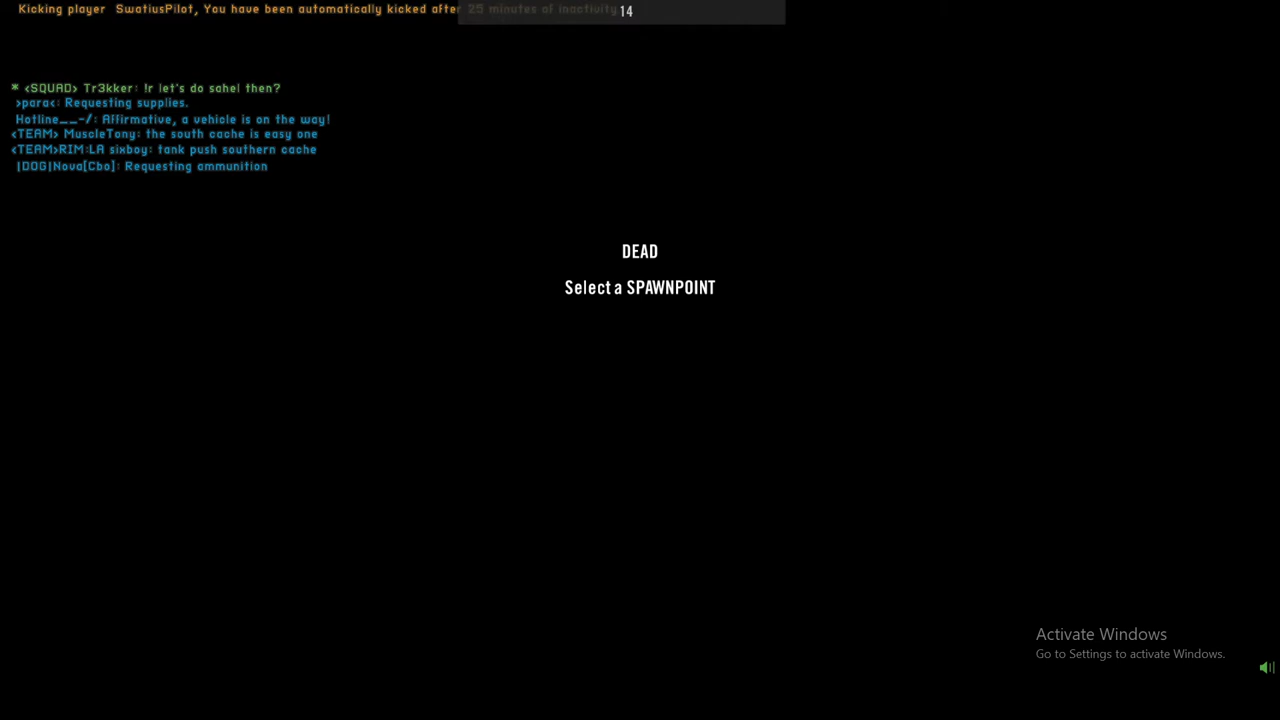 Kicking player  SwatiusPilot, You have been automatically kicked after 25 minutes of inactivity
14
* <SQUAD> Tr3kker: !r let's do sahel then?
>para<: Requesting supplies.
Hotline__-/: Affirmative, a vehicle is on the way!
<TEAM> MuscleTony: the south cache is easy one
<TEAM>RIM:LA sixboy: tank push southern cache
|DOG|Nova[Cbo]: Requesting ammunition
DEAD
Select a SPAWNPOINT
Activate Windows
Go to Settings to activate Windows.